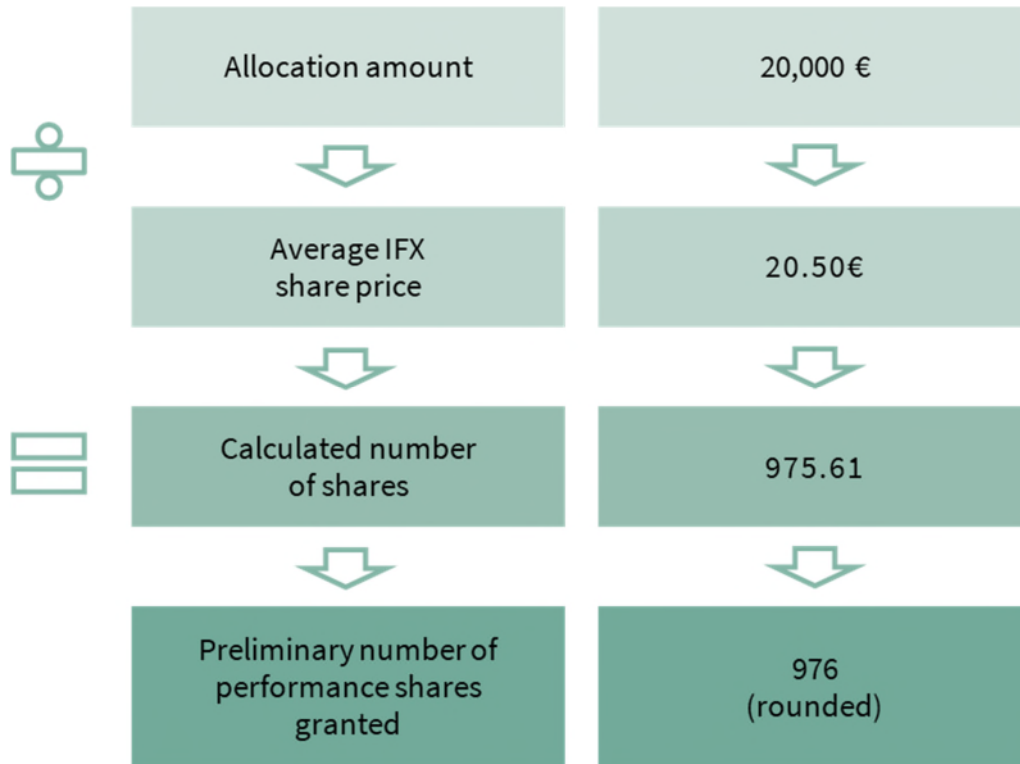 Allocation amount
20,000 €
Average IFX
share price
20.50€
Calculated number
of shares
975.61
Preliminary number of
performance shares
granted
976
(rounded)